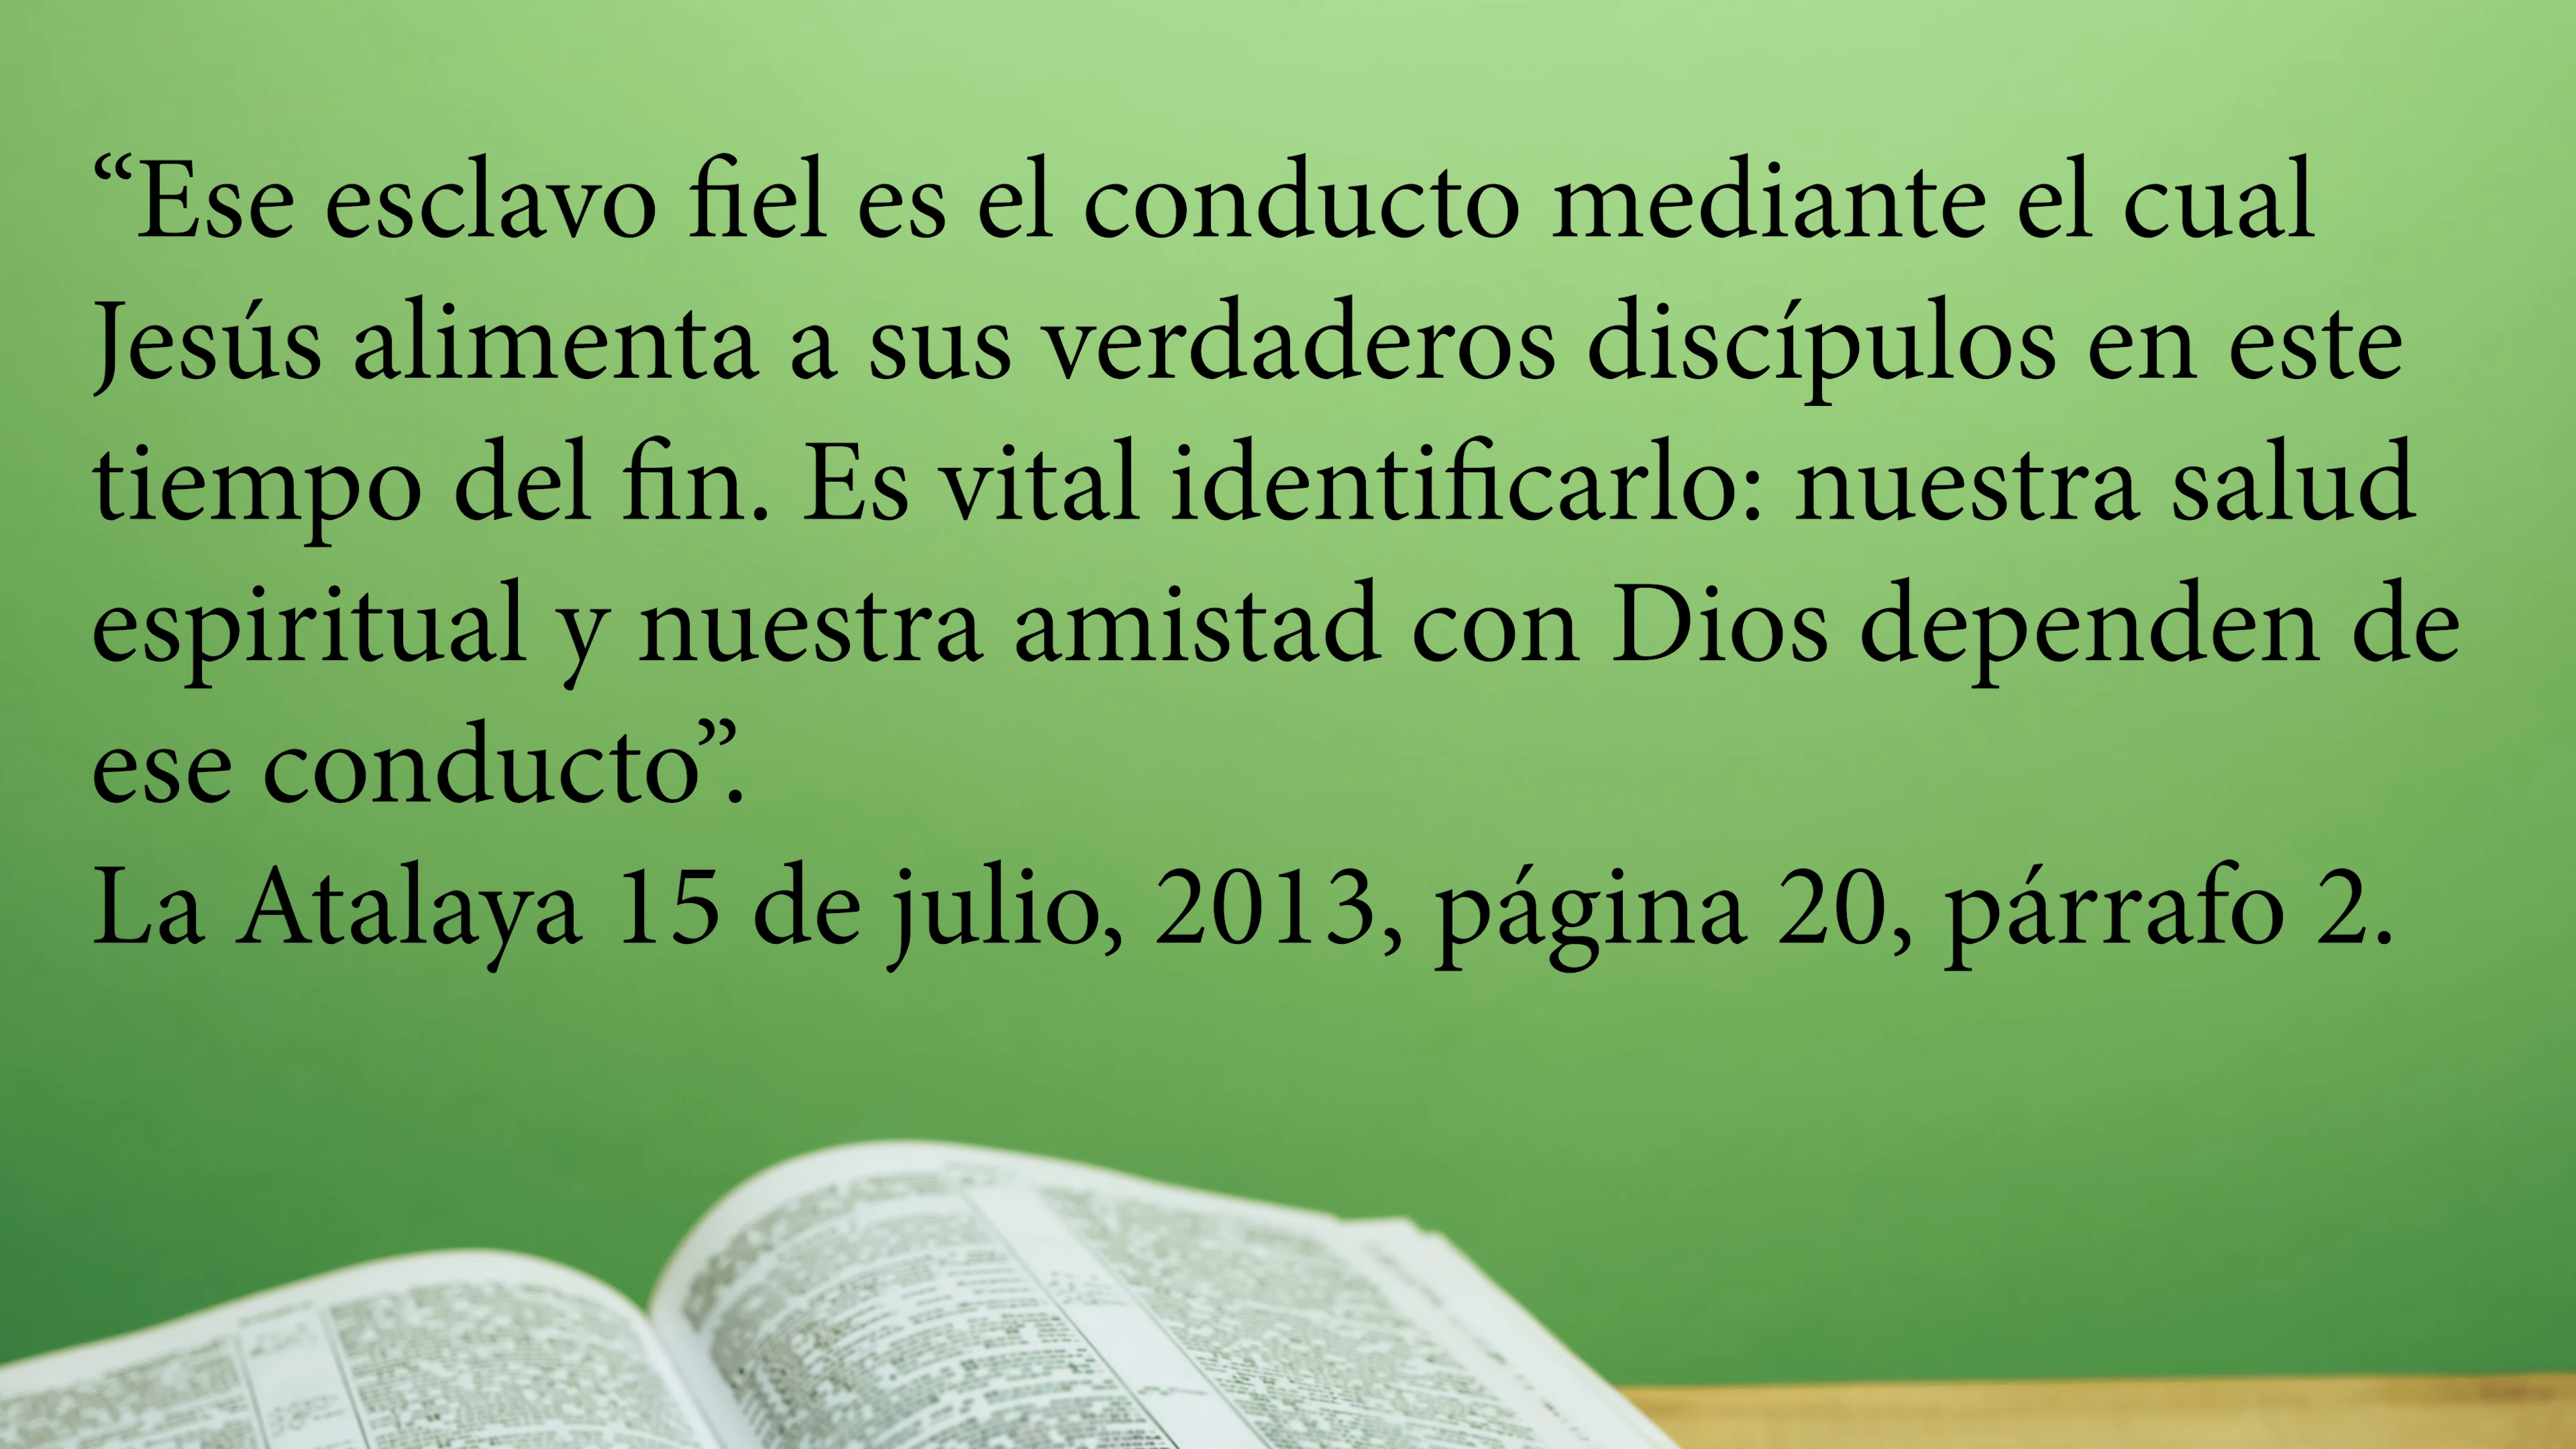 “Ese esclavo fiel es el conducto mediante el cual
Jesús alimenta a sus verdaderos discípulos en este
tiempo del fin. Es vital identificarlo: nuestra salud
espiritual y nuestra amistad con Dios dependen de
ese conducto”.
La Atalaya 15 de julio, 2013, página 20, párrafo 2.